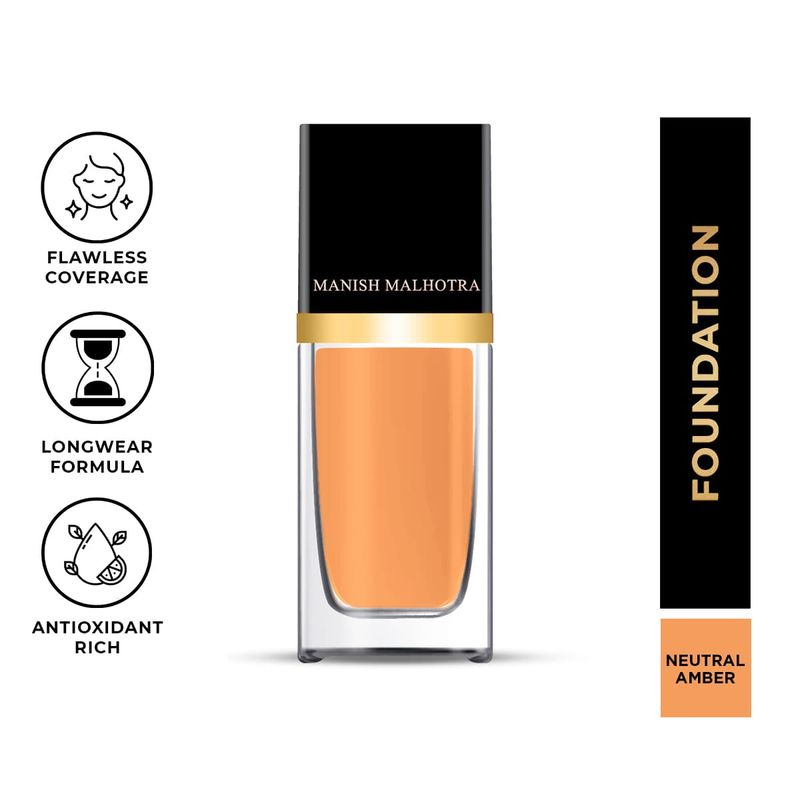 FLAWLESS
COVERAGE
LONGWEAR
FORMULA
ANTIOXIDANT
RICH
MANISH MALHOTRA
FOUNDATION
NEUTRAL
AMBER